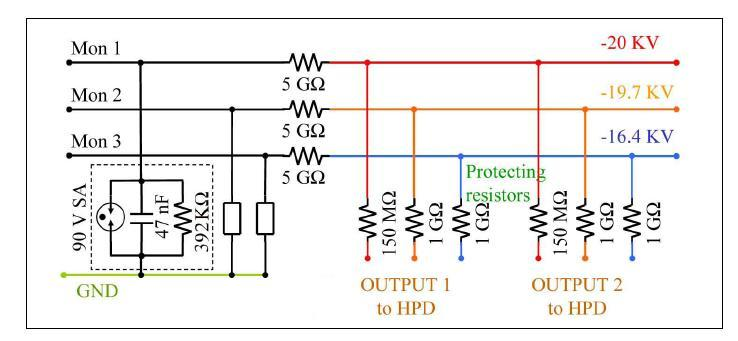 Mon 1
-20 KV
5 GΩ
Mon 2
-19.7 KV
5 GΩ
Mon 3
-16.4 KV
5 GΩ
Protecting
resistors
90 V SA
47 nF
392KΩ
150 MΩ
1 GΩ
1 GΩ
150 MΩ
1 GΩ
1 GΩ
GND
OUTPUT 1
to HPD
OUTPUT 2
to HPD